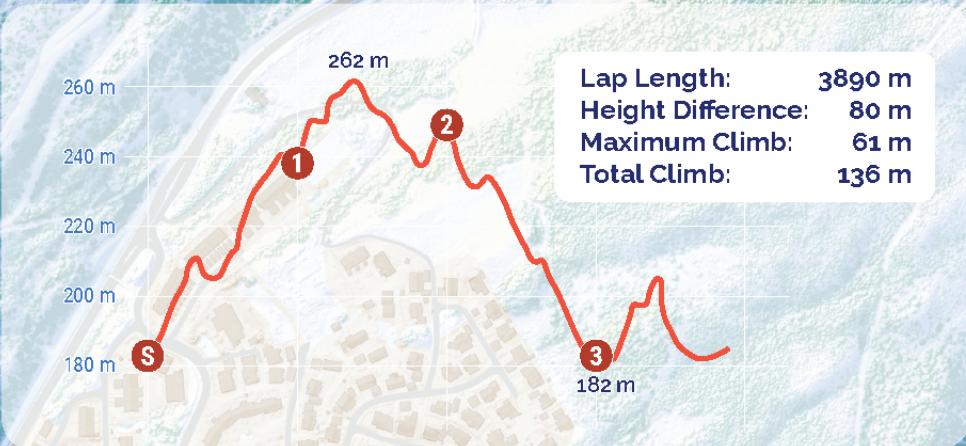 262 m
260 m
240 m
220 m
200 m
180 m
S
1
2
3
182 m
Lap Length: 3890 m
Height Difference: 80 m
Maximum Climb: 61 m
Total Climb: 136 m